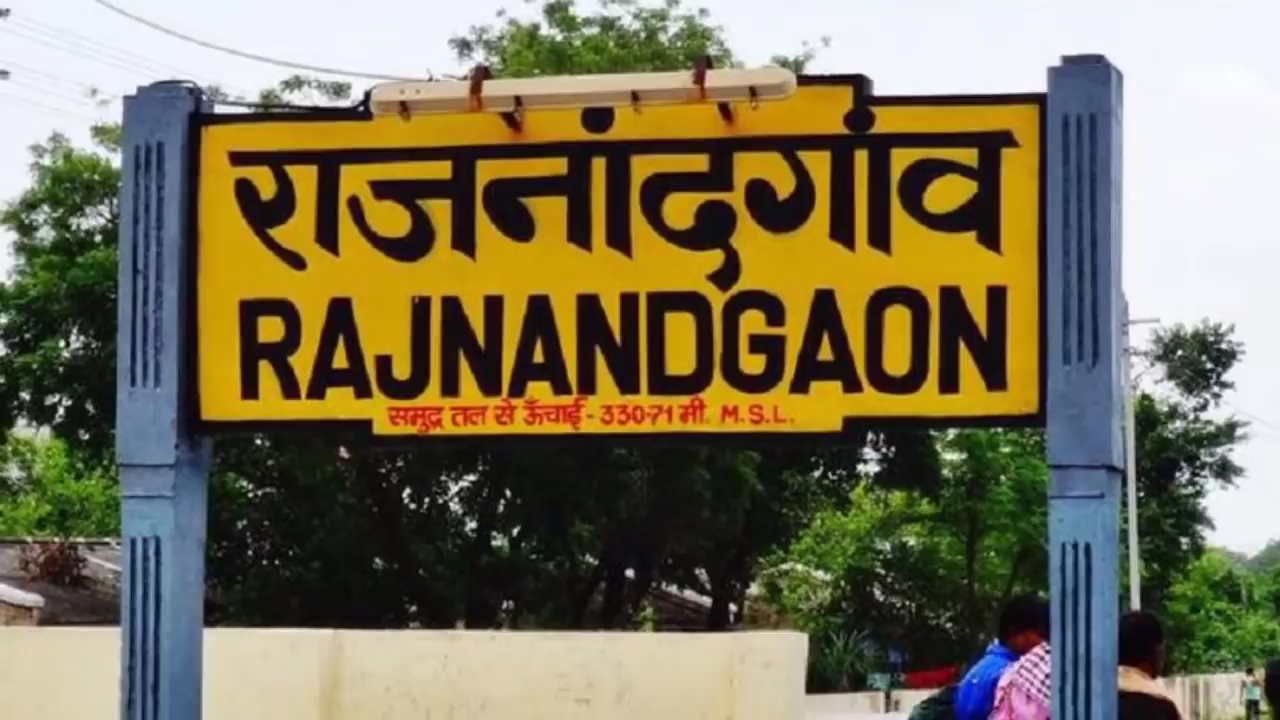 राजनांदगांव
RAJNANDGAON
समुद्र तल से ऊँचाई - 330.71 मी. M.S.L.